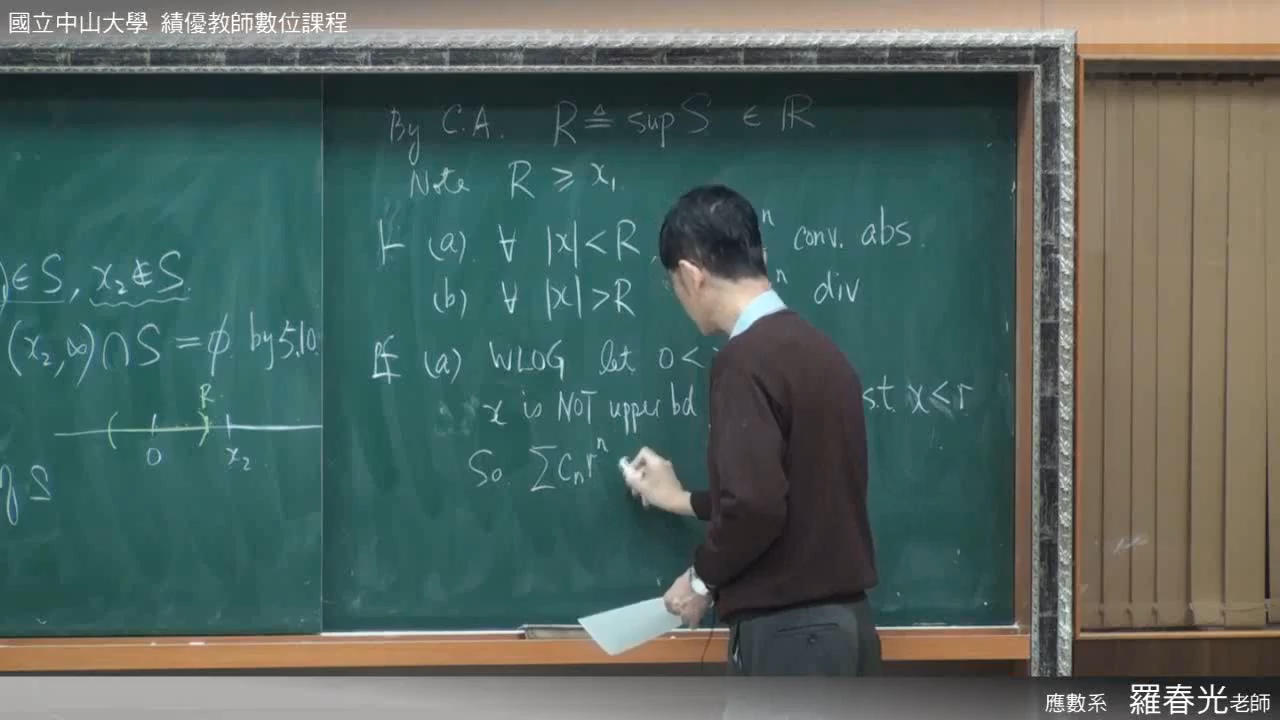 國立中山大學 績優教師數位課程
∈ S, x₂ ∉ S
(x₂, ∞) ∩ S = ∅ by 5.10
R
0 x₂
By C.A. R ≜ sup S ∈ ℝ
Note R ≥ x₁
⊢ (a) ∀ |x| < R, ⁿ conv. abs.
(b) ∀ |x| > R ⁿ div
Pf (a) WLOG let 0 <
x is NOT upper bd s.t. x < r
So. Σ cₙ rⁿ
應數系 羅春光老師